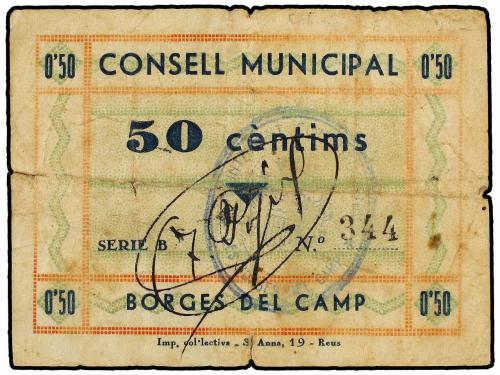 0'50 CONSELL MUNICIPAL 0'50
50 cèntims
SERIE B N.º 344
0'50 BORGES DEL CAMP 0'50
Imp. col·lectiva - S. Anna, 19 - Reus